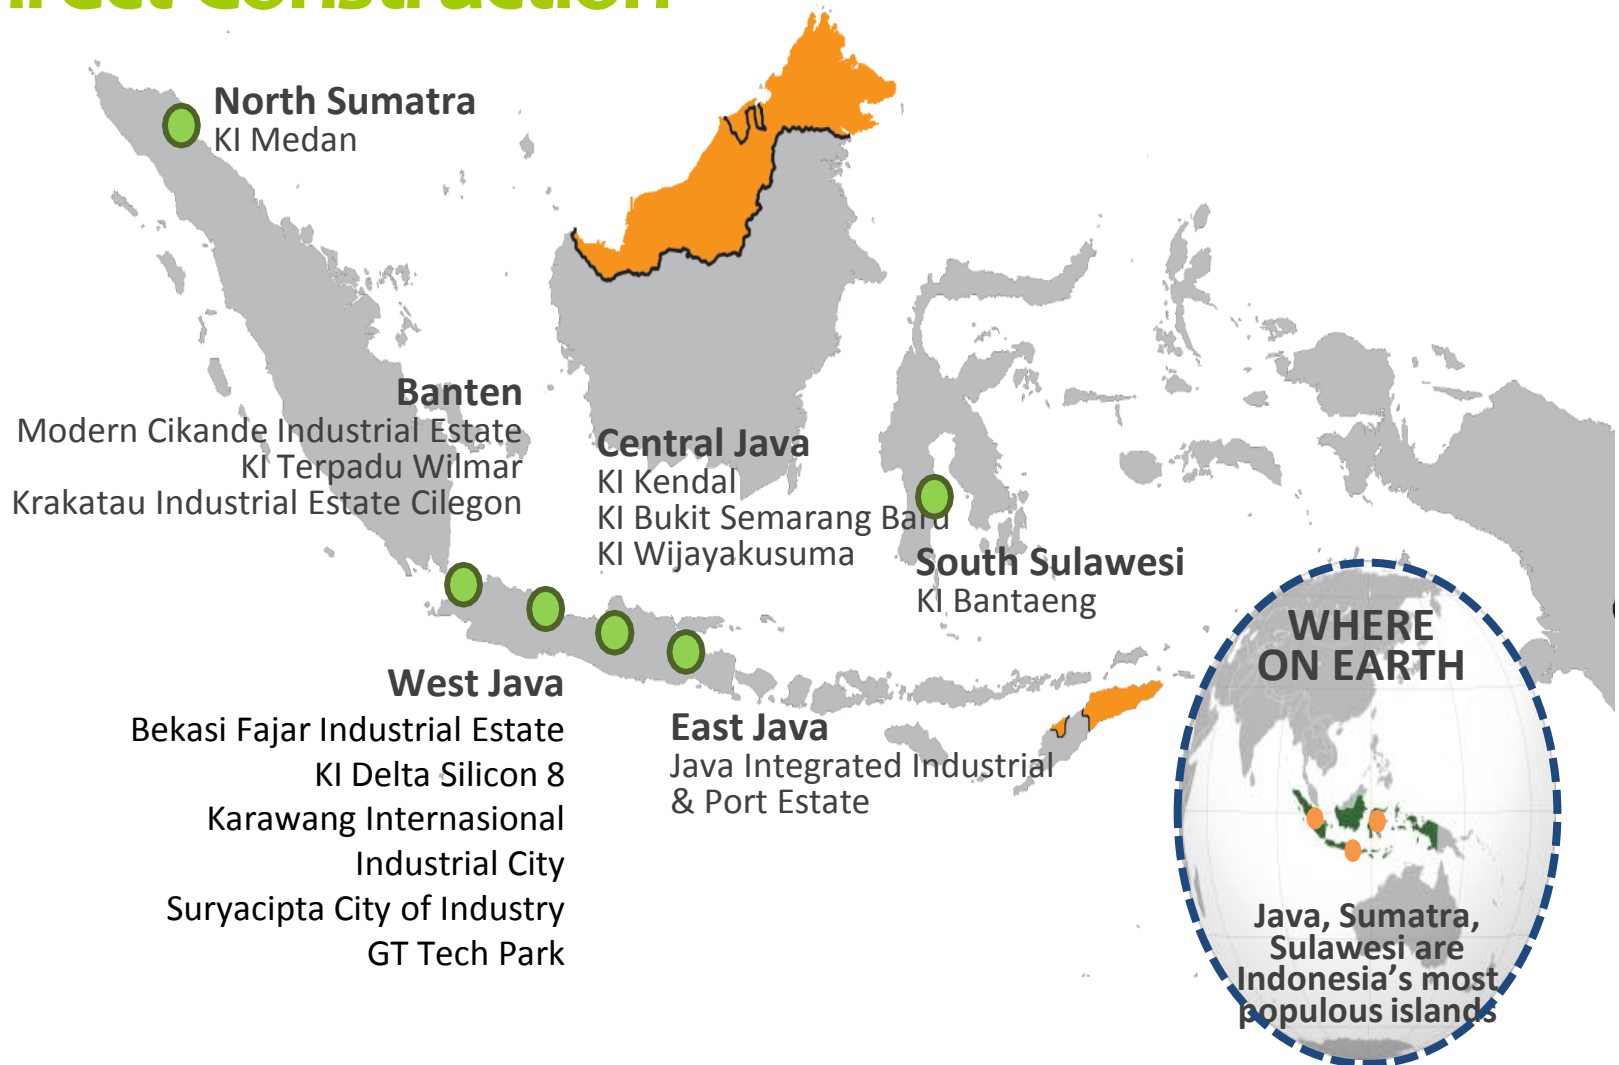 Construction
North Sumatra
KI Medan
Banten
Modern Cikande Industrial Estate
KI Terpadu Wilmar
Krakatau Industrial Estate Cilegon
Central Java
KI Kendal
KI Bukit Semarang Baru
KI Wijayakusuma
South Sulawesi
KI Bantaeng
West Java
Bekasi Fajar Industrial Estate
KI Delta Silicon 8
Karawang Internasional
Industrial City
Suryacipta City of Industry
GT Tech Park
East Java
Java Integrated Industrial
& Port Estate
WHERE
ON EARTH
Java, Sumatra,
Sulawesi are
Indonesia’s most
populous islands